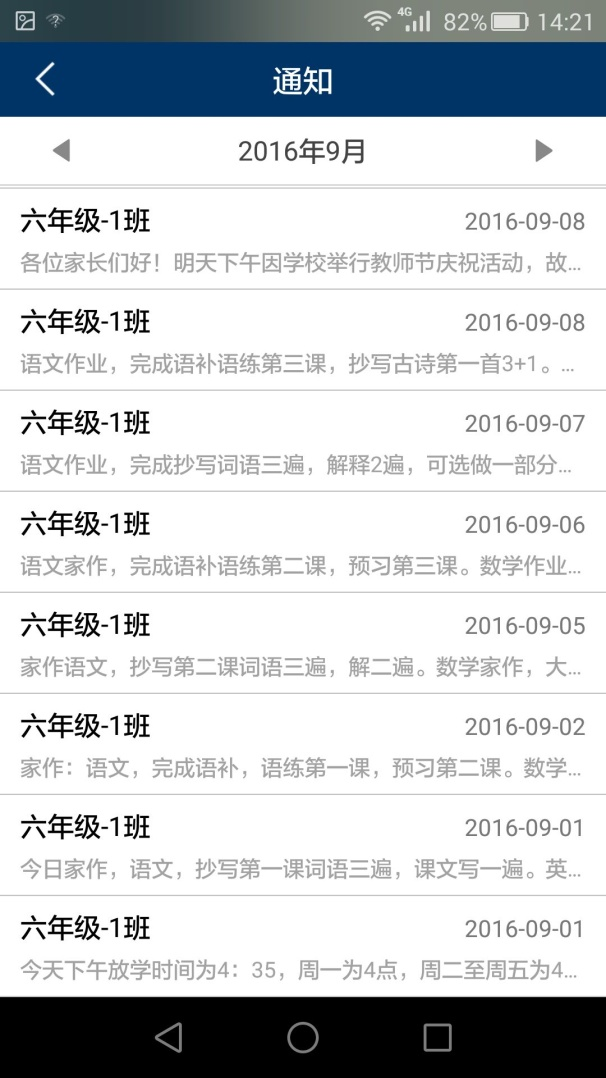 4G 82% 14:21
通知
2016年9月
六年级-1班 2016-09-08
各位家长们好！明天下午因学校举行教师节庆祝活动，故...
六年级-1班 2016-09-08
语文作业，完成语补语练第三课，抄写古诗第一首3+1。...
六年级-1班 2016-09-07
语文作业，完成抄写词语三遍，解释2遍，可选做一部分...
六年级-1班 2016-09-06
语文家作，完成语补语练第二课，预习第三课。数学作业...
六年级-1班 2016-09-05
家作语文，抄写第二课词语三遍，解二遍。数学家作，大...
六年级-1班 2016-09-02
家作：语文，完成语补，语练第一课，预习第二课。数学...
六年级-1班 2016-09-01
今日家作，语文，抄写第一课词语三遍，课文写一遍。英...
六年级-1班 2016-09-01
今天下午放学时间为4：35，周一为4点，周二至周五为4...